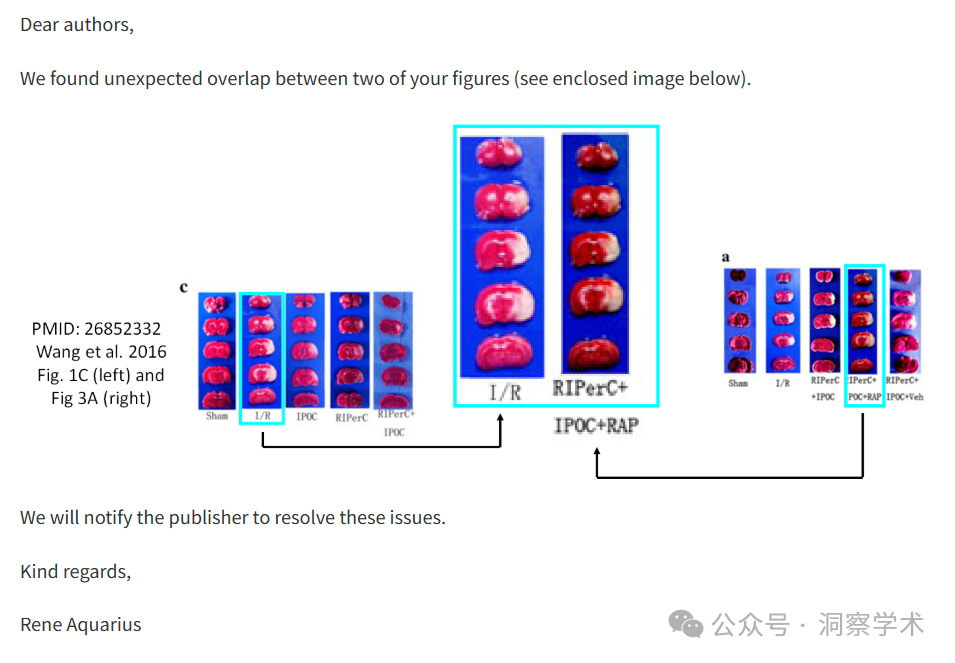 Dear authors,
We found unexpected overlap between two of your figures (see enclosed image below).
c
PMID: 26852332
Wang et al. 2016
Fig. 1C (left) and
Fig 3A (right)
Sham I/R IPOC RIPerC RIPerC+
IPOC
I/R RIPerC+
IPOC+RAP
a
Sham I/R RIPerC IPerC+ RIPerC+
+IPOC POC+RAP IPOC+Veh
We will notify the publisher to resolve these issues.
Kind regards,
Rene Aquarius
公众号 · 洞察学术